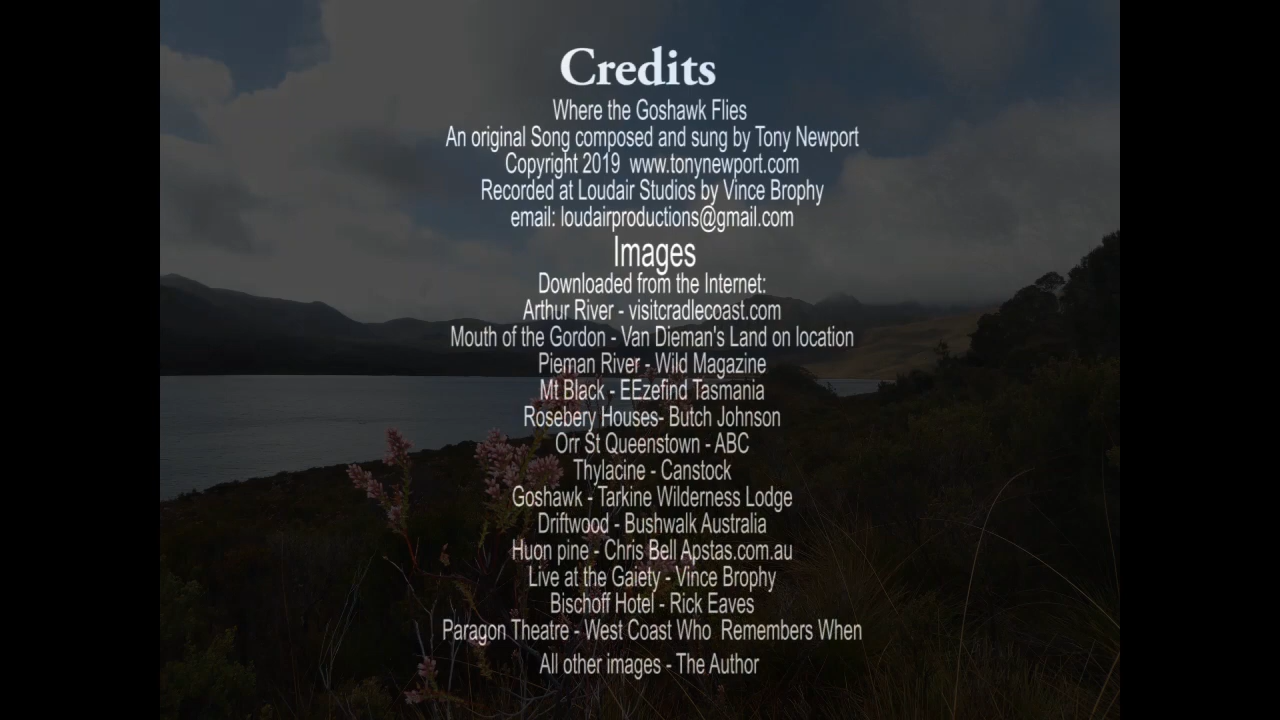 Credits
Where the Goshawk Flies
An original Song composed and sung by Tony Newport
Copyright 2019  www.tonynewport.com
Recorded at Loudair Studios by Vince Brophy
email: loudairproductions@gmail.com
Images
Downloaded from the Internet:
Arthur River - visitcradlecoast.com
Mouth of the Gordon - Van Dieman's Land on location
Pieman River - Wild Magazine
Mt Black - EEzefind Tasmania
Rosebery Houses- Butch Johnson
Orr St Queenstown - ABC
Thylacine - Canstock
Goshawk - Tarkine Wilderness Lodge
Driftwood - Bushwalk Australia
Huon pine - Chris Bell Apstas.com.au
Live at the Gaiety - Vince Brophy
Bischoff Hotel - Rick Eaves
Paragon Theatre - West Coast Who  Remembers When
All other images - The Author